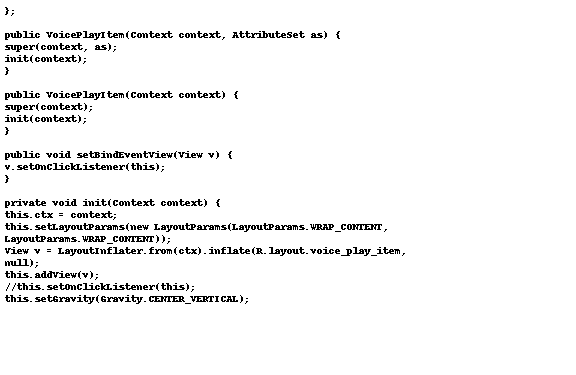 };
public VoicePlayItem(Context context, AttributeSet as) {
super(context, as);
init(context);
}
public VoicePlayItem(Context context) {
super(context);
init(context);
}
public void setBindEventView(View v) {
v.setOnClickListener(this);
}
private void init(Context context) {
this.ctx = context;
this.setLayoutParams(new LayoutParams(LayoutParams.WRAP_CONTENT,
LayoutParams.WRAP_CONTENT));
View v = LayoutInflater.from(ctx).inflate(R.layout.voice_play_item,
null);
this.addView(v);
//this.setOnClickListener(this);
this.setGravity(Gravity.CENTER_VERTICAL);